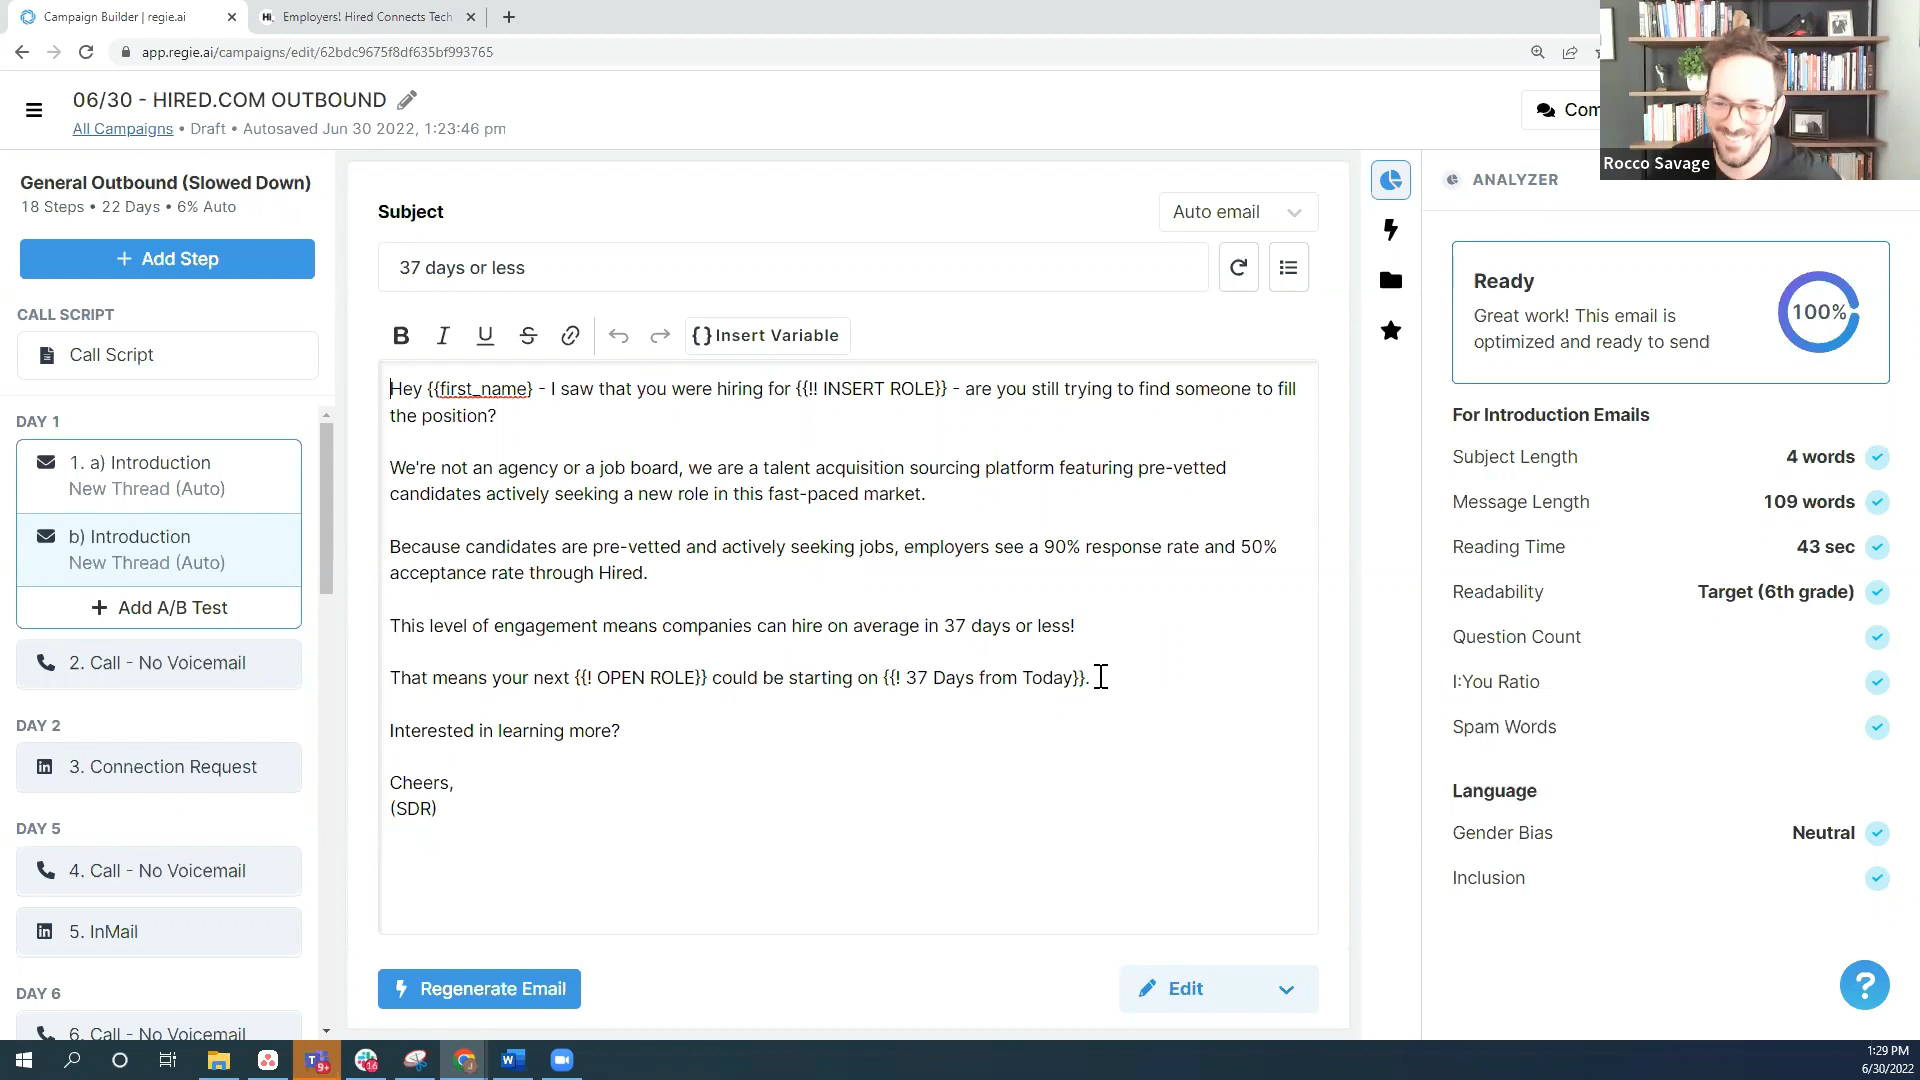 Campaign Builder | regie.ai
Employers! Hired Connects Tech
app.regie.ai/campaigns/edit/62bdc9675f8df635bf993765
06/30 - HIRED.COM OUTBOUND
All Campaigns • Draft • Autosaved Jun 30 2022, 1:23:46 pm
Com
Rocco Savage
General Outbound (Slowed Down)
18 Steps • 22 Days • 6% Auto
+ Add Step
CALL SCRIPT
Call Script
DAY 1
1. a) Introduction
New Thread (Auto)
b) Introduction
New Thread (Auto)
+ Add A/B Test
2. Call - No Voicemail
DAY 2
3. Connection Request
DAY 5
4. Call - No Voicemail
5. InMail
DAY 6
6. Call - No Voicemail
Subject
Auto email
37 days or less
B I U S
{} Insert Variable
Hey {{first_name} - I saw that you were hiring for {{!! INSERT ROLE}} - are you still trying to find someone to fill
the position?
We're not an agency or a job board, we are a talent acquisition sourcing platform featuring pre-vetted
candidates actively seeking a new role in this fast-paced market.
Because candidates are pre-vetted and actively seeking jobs, employers see a 90% response rate and 50%
acceptance rate through Hired.
This level of engagement means companies can hire on average in 37 days or less!
That means your next {{! OPEN ROLE}} could be starting on {{! 37 Days from Today}}.
Interested in learning more?
Cheers,
(SDR)
Regenerate Email
Edit
ANALYZER
Ready
Great work! This email is
optimized and ready to send
100%
For Introduction Emails
Subject Length 4 words
Message Length 109 words
Reading Time 43 sec
Readability Target (6th grade)
Question Count
I:You Ratio
Spam Words
Language
Gender Bias Neutral
Inclusion
?
1:29 PM
6/30/2022